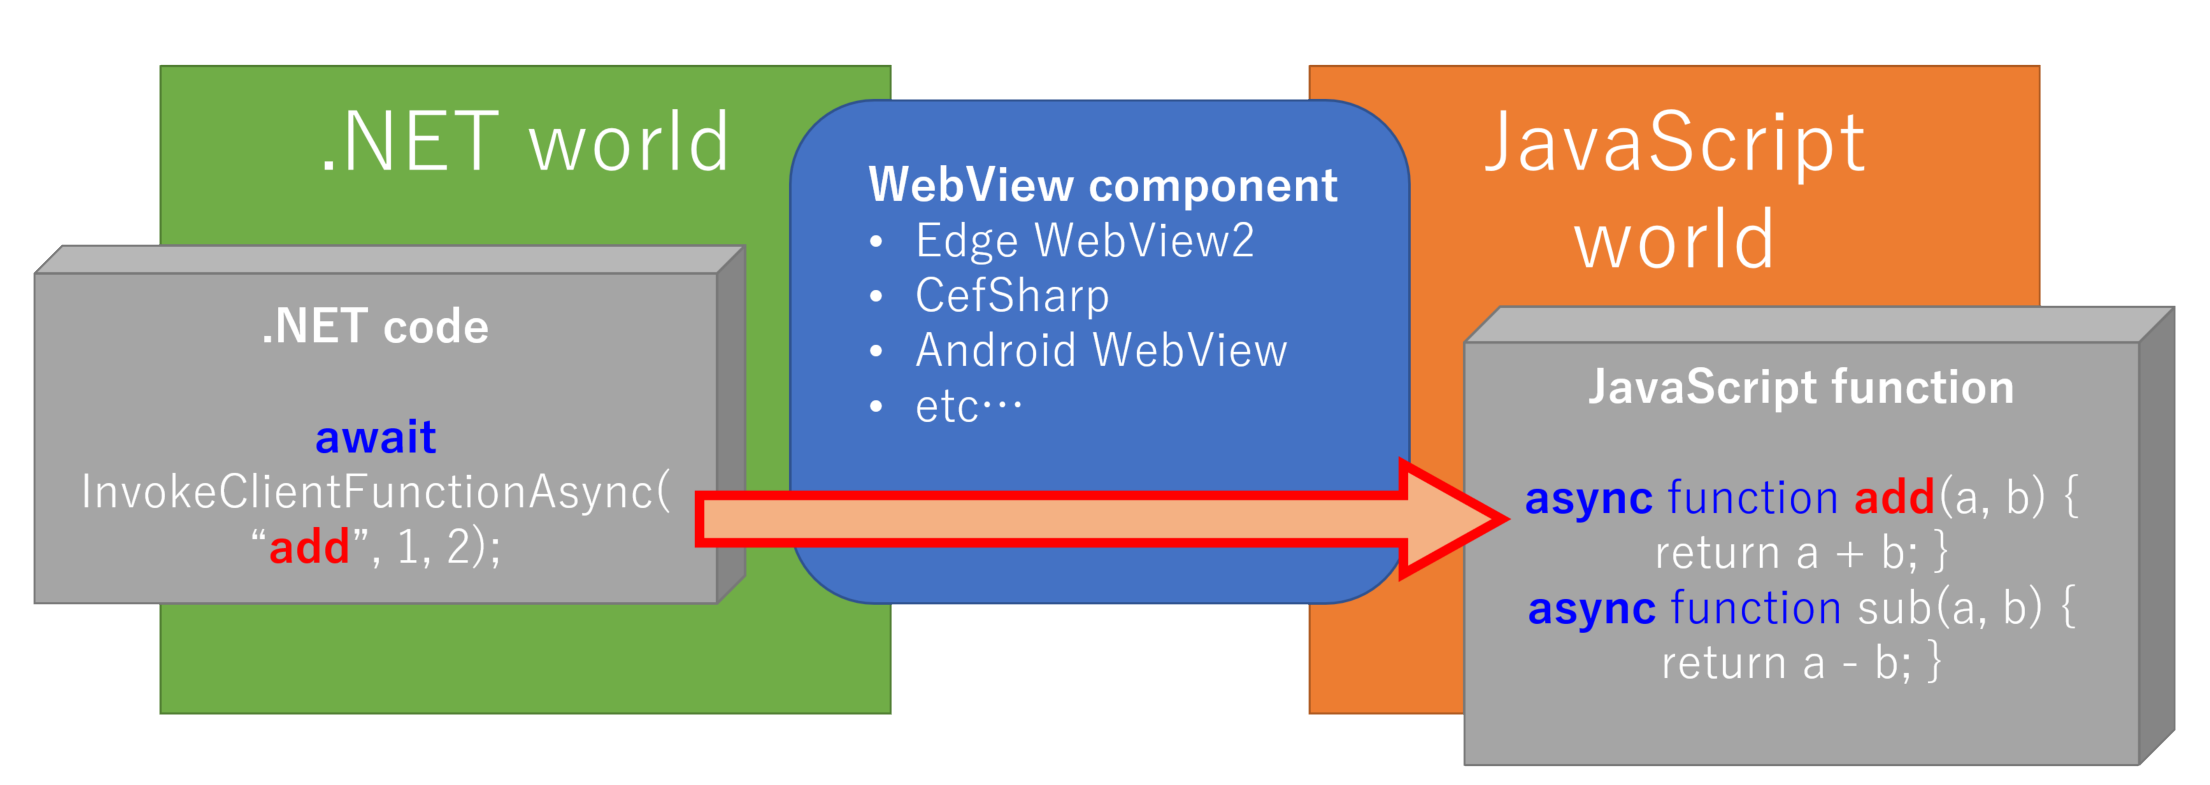 .NET world
.NET code
await
InvokeClientFunctionAsync(
“add”, 1, 2);
WebView component
• Edge WebView2
• CefSharp
• Android WebView
• etc…
JavaScript
world
JavaScript function
async function add(a, b) {
return a + b; }
async function sub(a, b) {
return a - b; }